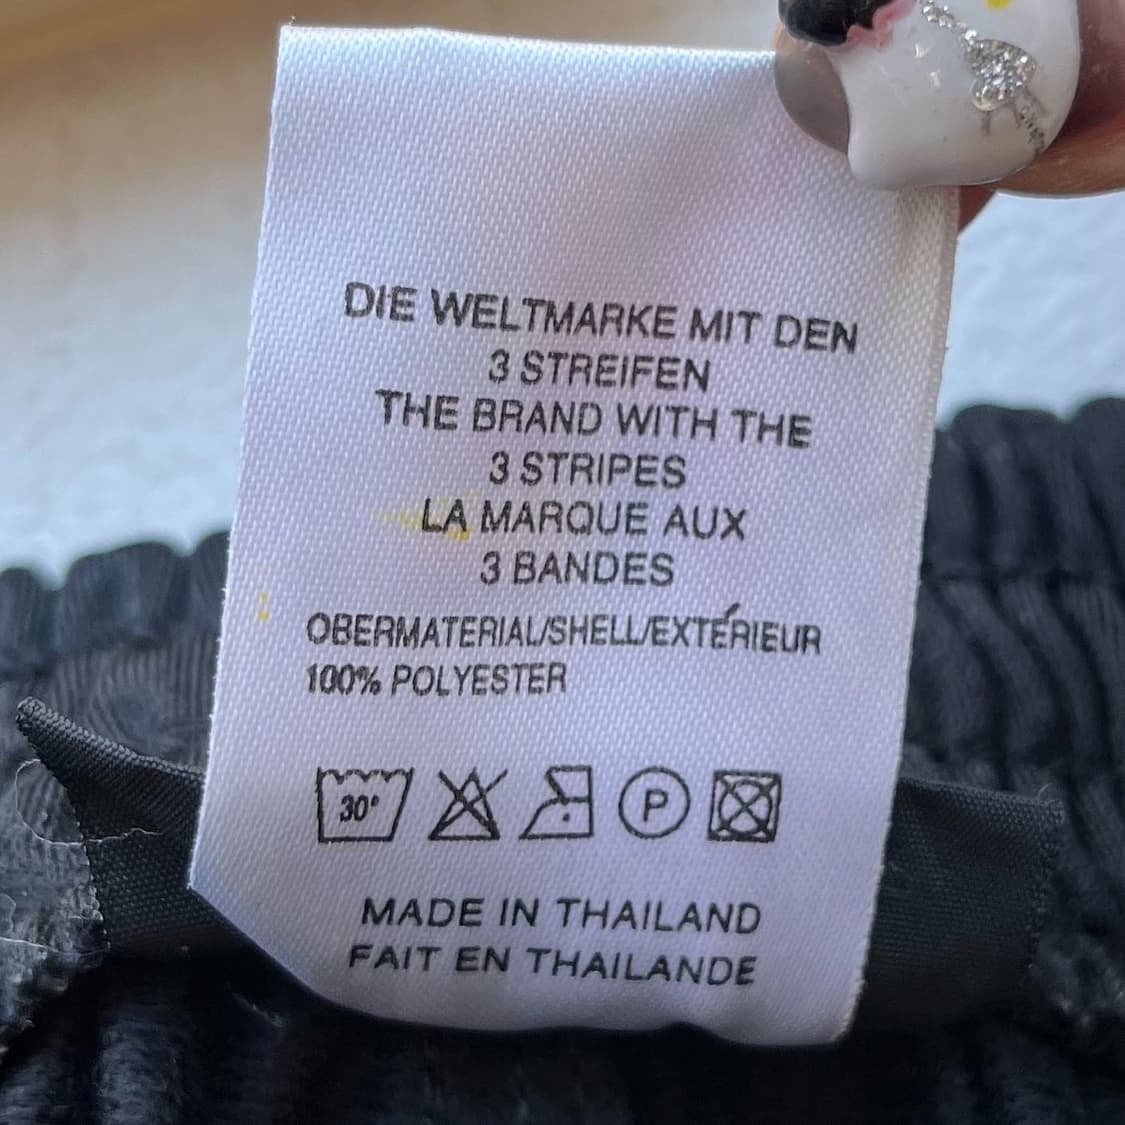 DIE WELTMARKE MIT DEN
3 STREIFEN
THE BRAND WITH THE
3 STRIPES
LA MARQUE AUX
3 BANDES
OBERMATERIAL/SHELL/EXTÉRIEUR
100% POLYESTER
30° P
MADE IN THAILAND
FAIT EN THAILANDE